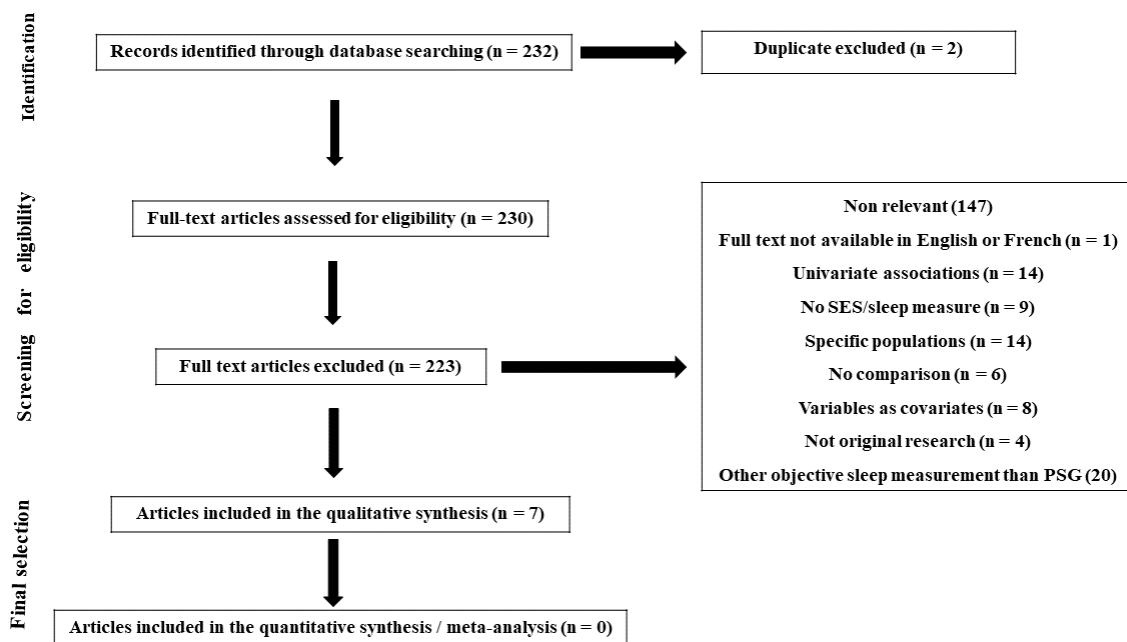 Identification
Records identified through database searching (n = 232)
Duplicate excluded (n = 2)
Screening for eligibility
Full-text articles assessed for eligibility (n = 230)
Full text articles excluded (n = 223)
Non relevant (147)
Full text not available in English or French (n = 1)
Univariate associations (n = 14)
No SES/sleep measure (n = 9)
Specific populations (n = 14)
No comparison (n = 6)
Variables as covariates (n = 8)
Not original research (n = 4)
Other objective sleep measurement than PSG (20)
Final selection
Articles included in the qualitative synthesis (n = 7)
Articles included in the quantitative synthesis / meta-analysis (n = 0)